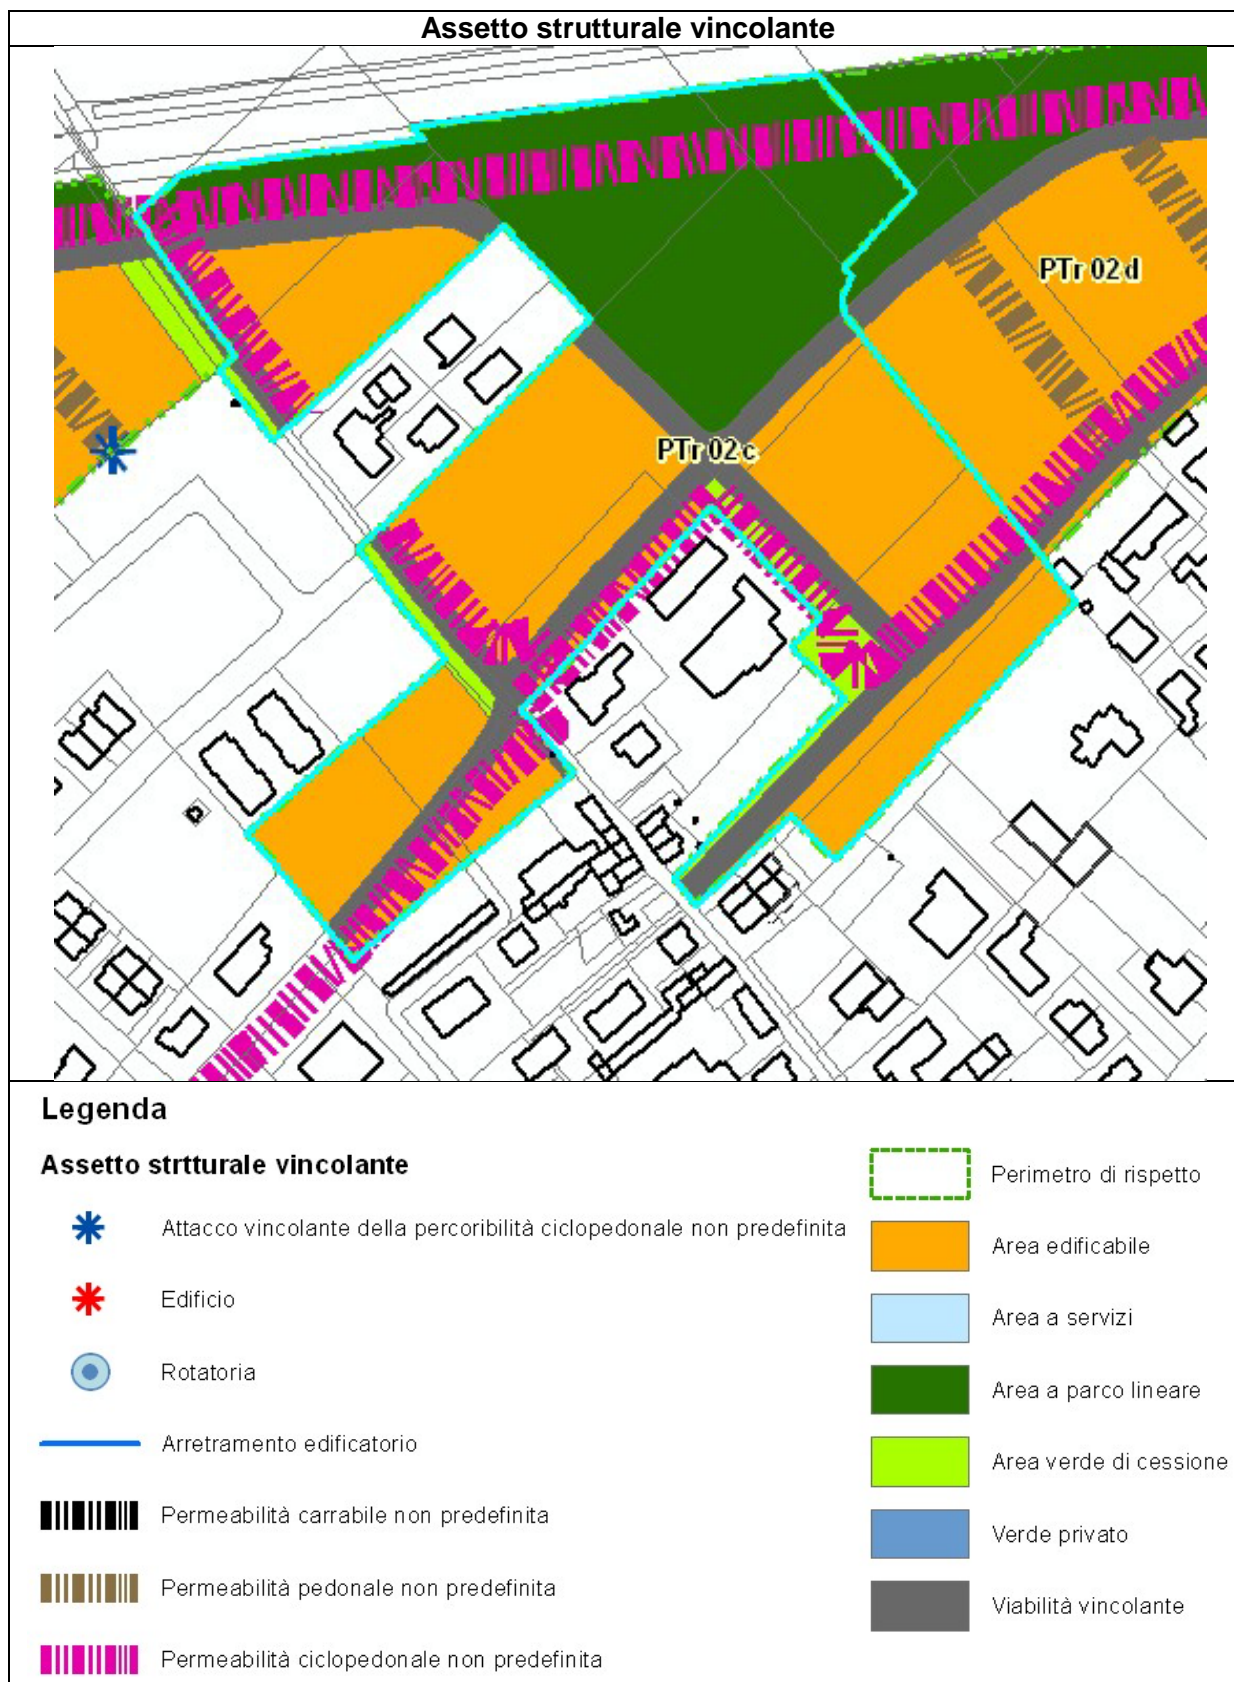 Assetto strutturale vincolante
PTr 02 d
PTr 02 c
Legenda
Assetto strtturale vincolante
Attacco vincolante della percoribilità ciclopedonale non predefinita
Edificio
Rotatoria
Arretramento edificatorio
Permeabilità carrabile non predefinita
Permeabilità pedonale non predefinita
Permeabilità ciclopedonale non predefinita
Perimetro di rispetto
Area edificabile
Area a servizi
Area a parco lineare
Area verde di cessione
Verde privato
Viabilità vincolante